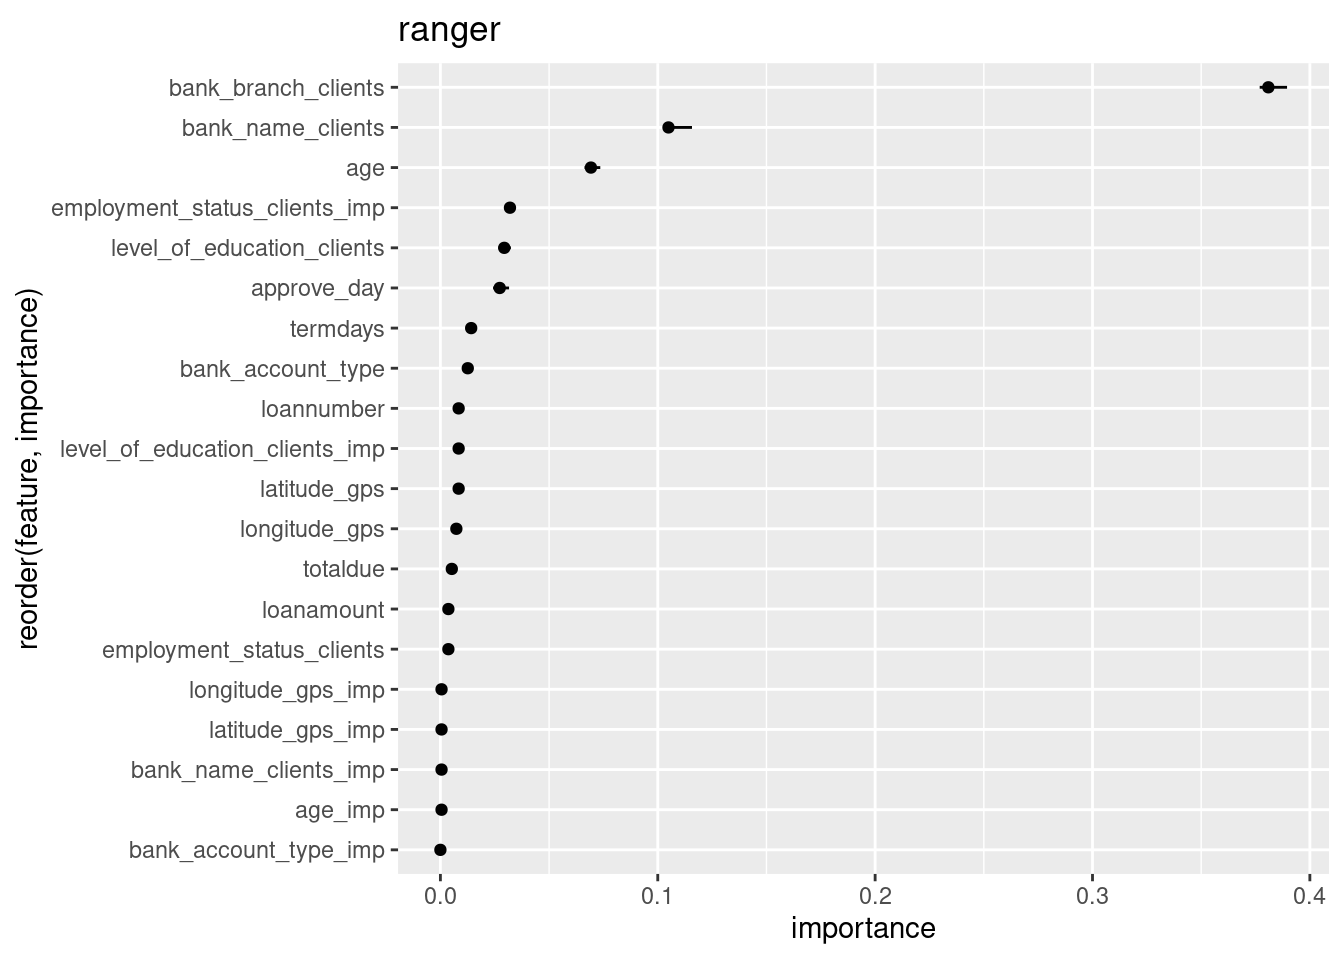 ranger
bank_branch_clients
bank_name_clients
age
employment_status_clients_imp
level_of_education_clients
approve_day
termdays
bank_account_type
loannumber
level_of_education_clients_imp
latitude_gps
longitude_gps
totaldue
loanamount
employment_status_clients
longitude_gps_imp
latitude_gps_imp
bank_name_clients_imp
age_imp
bank_account_type_imp
reorder(feature, importance)
0.0 0.1 0.2 0.3 0.4
importance